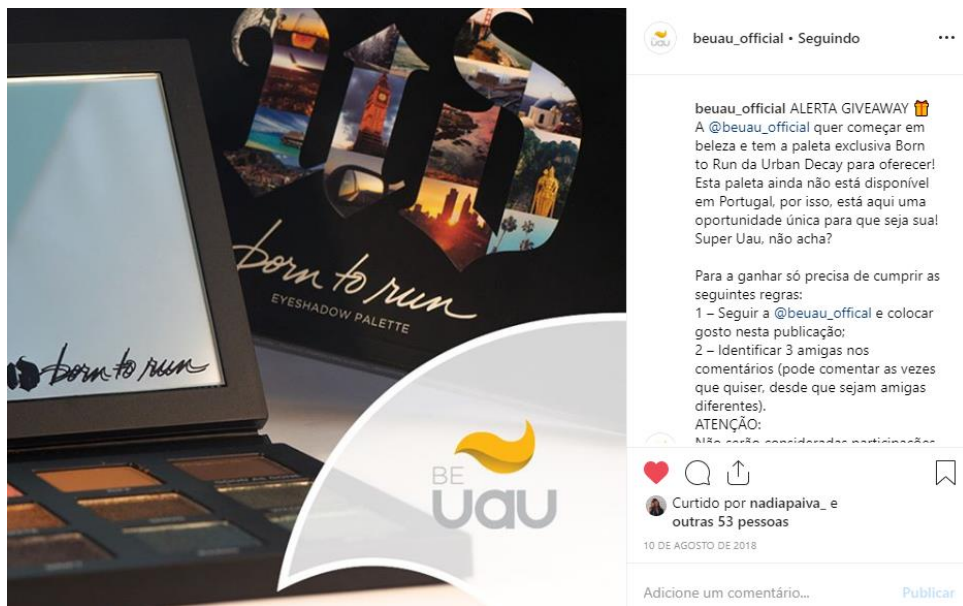 born to run
EYESHADOW PALETTE
born to run
BE
uau
uau
beuau_official • Seguindo
beuau_official ALERTA GIVEAWAY
A @beuau_official quer começar em
beleza e tem a paleta exclusiva Born
to Run da Urban Decay para oferecer!
Esta paleta ainda não está disponível
em Portugal, por isso, está aqui uma
oportunidade única para que seja sua!
Super Uau, não acha?
Para a ganhar só precisa de cumprir as
seguintes regras:
1 – Seguir a @beuau_offical e colocar
gosto nesta publicação;
2 – Identificar 3 amigas nos
comentários (pode comentar as vezes
que quiser, desde que sejam amigas
diferentes).
ATENÇÃO:
Não serão consideradas participações
Curtido por nadiapaiva_ e
outras 53 pessoas
10 DE AGOSTO DE 2018
Adicione um comentário...
Publicar